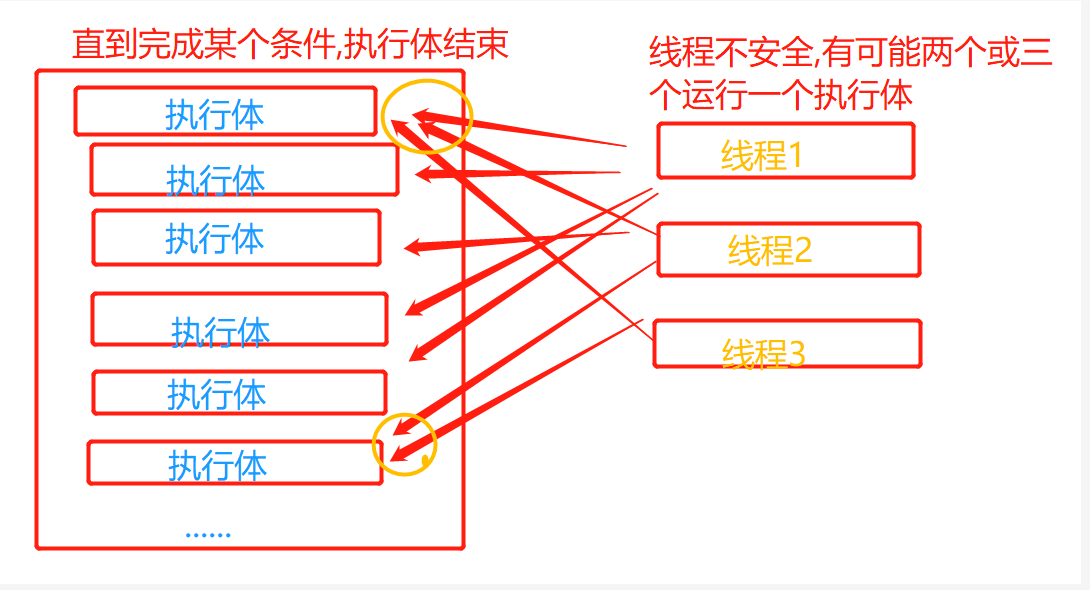 直到完成某个条件,执行体结束
线程不安全,有可能两个或三
个运行一个执行体
执行体
执行体
执行体
执行体
执行体
执行体
......
线程1
线程2
线程3